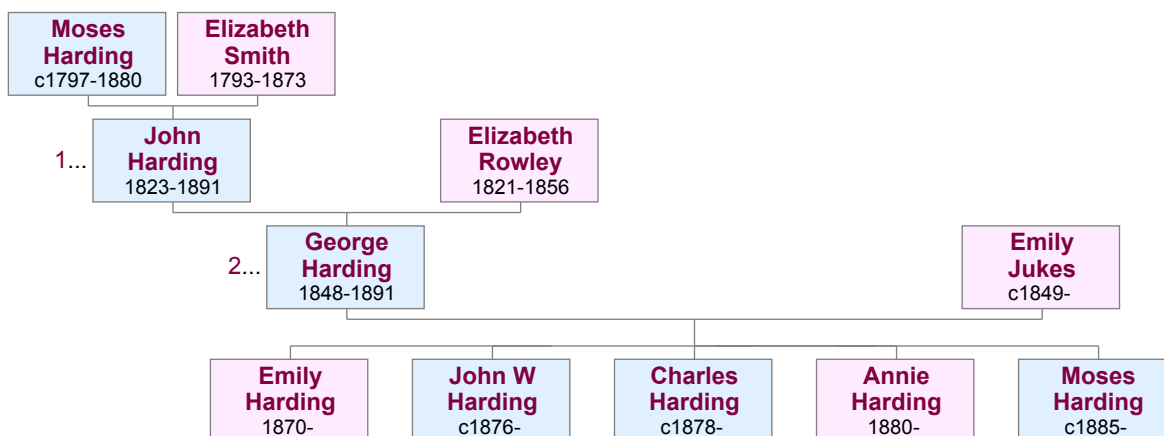 Moses
Harding
c1797-1880
Elizabeth
Smith
1793-1873
1...
John
Harding
1823-1891
Elizabeth
Rowley
1821-1856
2...
George
Harding
1848-1891
Emily
Jukes
c1849-
Emily
Harding
1870-
John W
Harding
c1876-
Charles
Harding
c1878-
Annie
Harding
1880-
Moses
Harding
c1885-